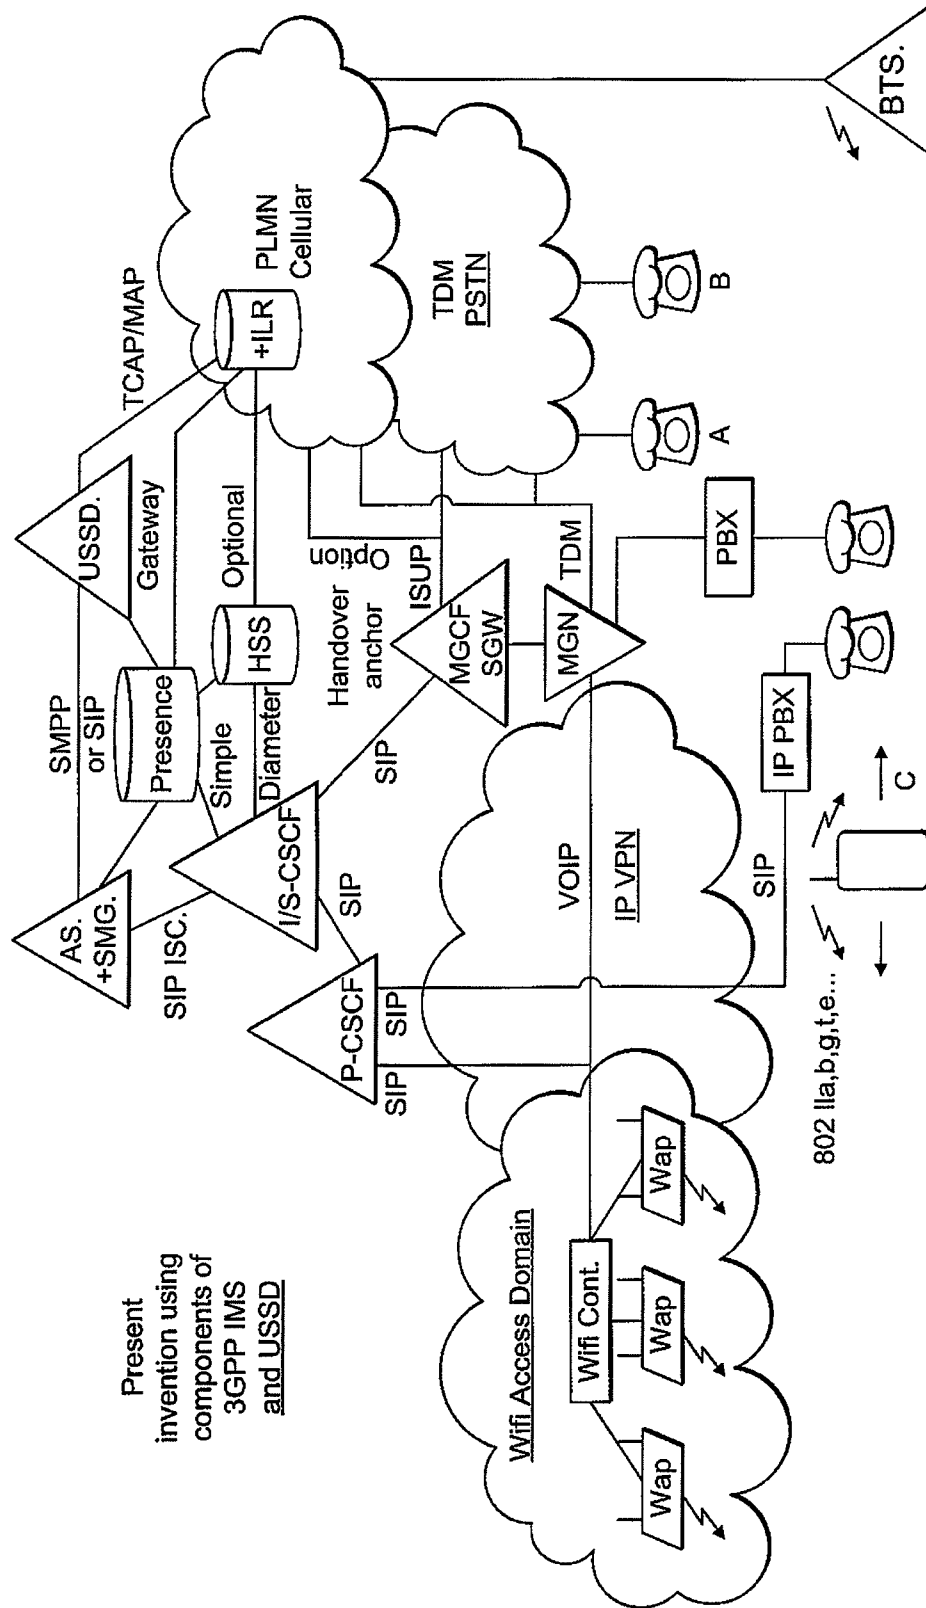 Present
invention using
components of
3GPP IMS
and USSD
AS.
+SMG.
SMPP
or SIP
USSD.
TCAP/MAP
Gateway
Presence
SIP ISC.
Simple
HSS
Optional
+ILR
PLMN
Cellular
I/S-CSCF
Diameter
P-CSCF
SIP
SIP
Handover
anchor
Option
ISUP
MGCF
SGW
TDM
PSTN
SIP
SIP
Wifi Access Domain
VOIP
IP VPN
MGN
TDM
A
B
Wifi Cont.
Wap
Wap
Wap
SIP
IP PBX
PBX
802 IIa,b,g,t,e...
C
BTS.